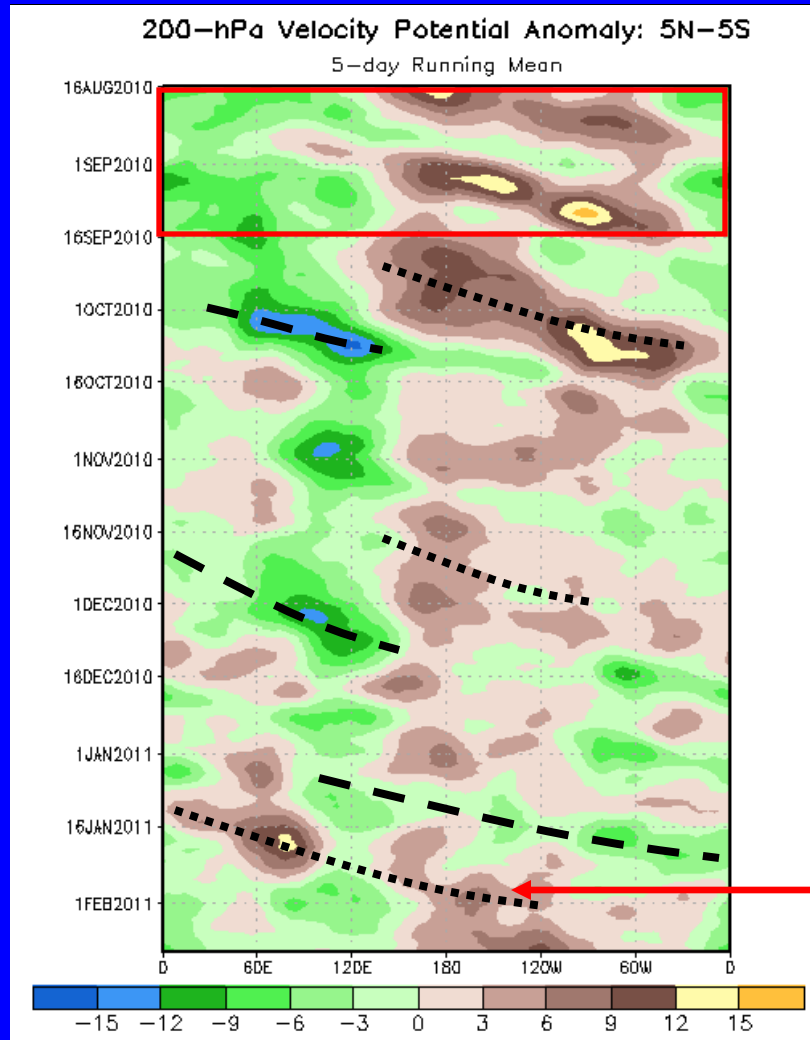 200-hPa Velocity Potential Anomaly: 5N-5S
5-day Running Mean
16AUG2010
1SEP2010
16SEP2010
1OCT2010
16OCT2010
1NOV2010
16NOV2010
1DEC2010
16DEC2010
1JAN2011
16JAN2011
1FEB2011
0 60E 120E 180 120W 60W 0
-15 -12 -9 -6 -3 0 3 6 9 12 15